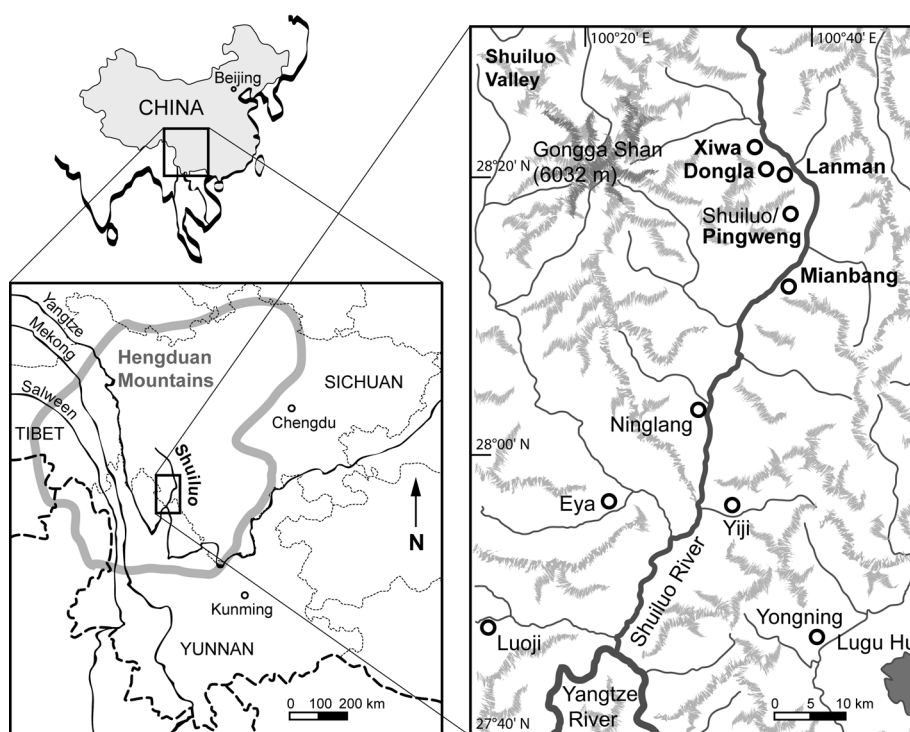 Beijing
CHINA
Yangtze
Mekong
Salween
TIBET
Hengduan
Mountains
SICHUAN
Chengdu
Shuiluo
N
Kunming
YUNNAN
0 100 200 km
100°20' E
100°40' E
Shuiluo
Valley
Gongga Shan
(6032 m)
Xiwa
Dongla
Lanman
28°20' N
Shuiluo/
Pingweng
Mianbang
Ninglang
28°00' N
Eya
Yiji
Shuiluo River
Yongning
Luoji
Lugu Hu
Yangtze
River
0 5 10 km
27°40' N